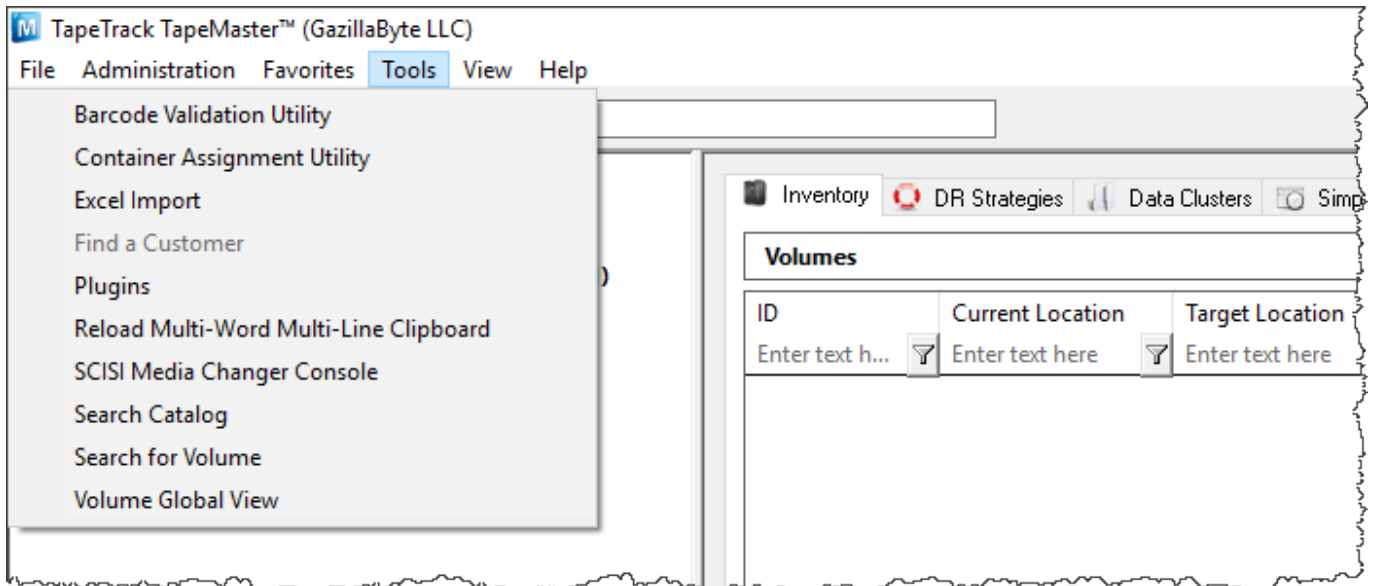 TapeTrack TapeMaster™ (GazillaByte LLC)
File Administration Favorites Tools View Help
Barcode Validation Utility
Container Assignment Utility
Excel Import
Find a Customer
Plugins
Reload Multi-Word Multi-Line Clipboard
SCISI Media Changer Console
Search Catalog
Search for Volume
Volume Global View
)
Inventory DR Strategies Data Clusters
Volumes
ID Current Location Target Location
Enter text h... Enter text here Enter text here